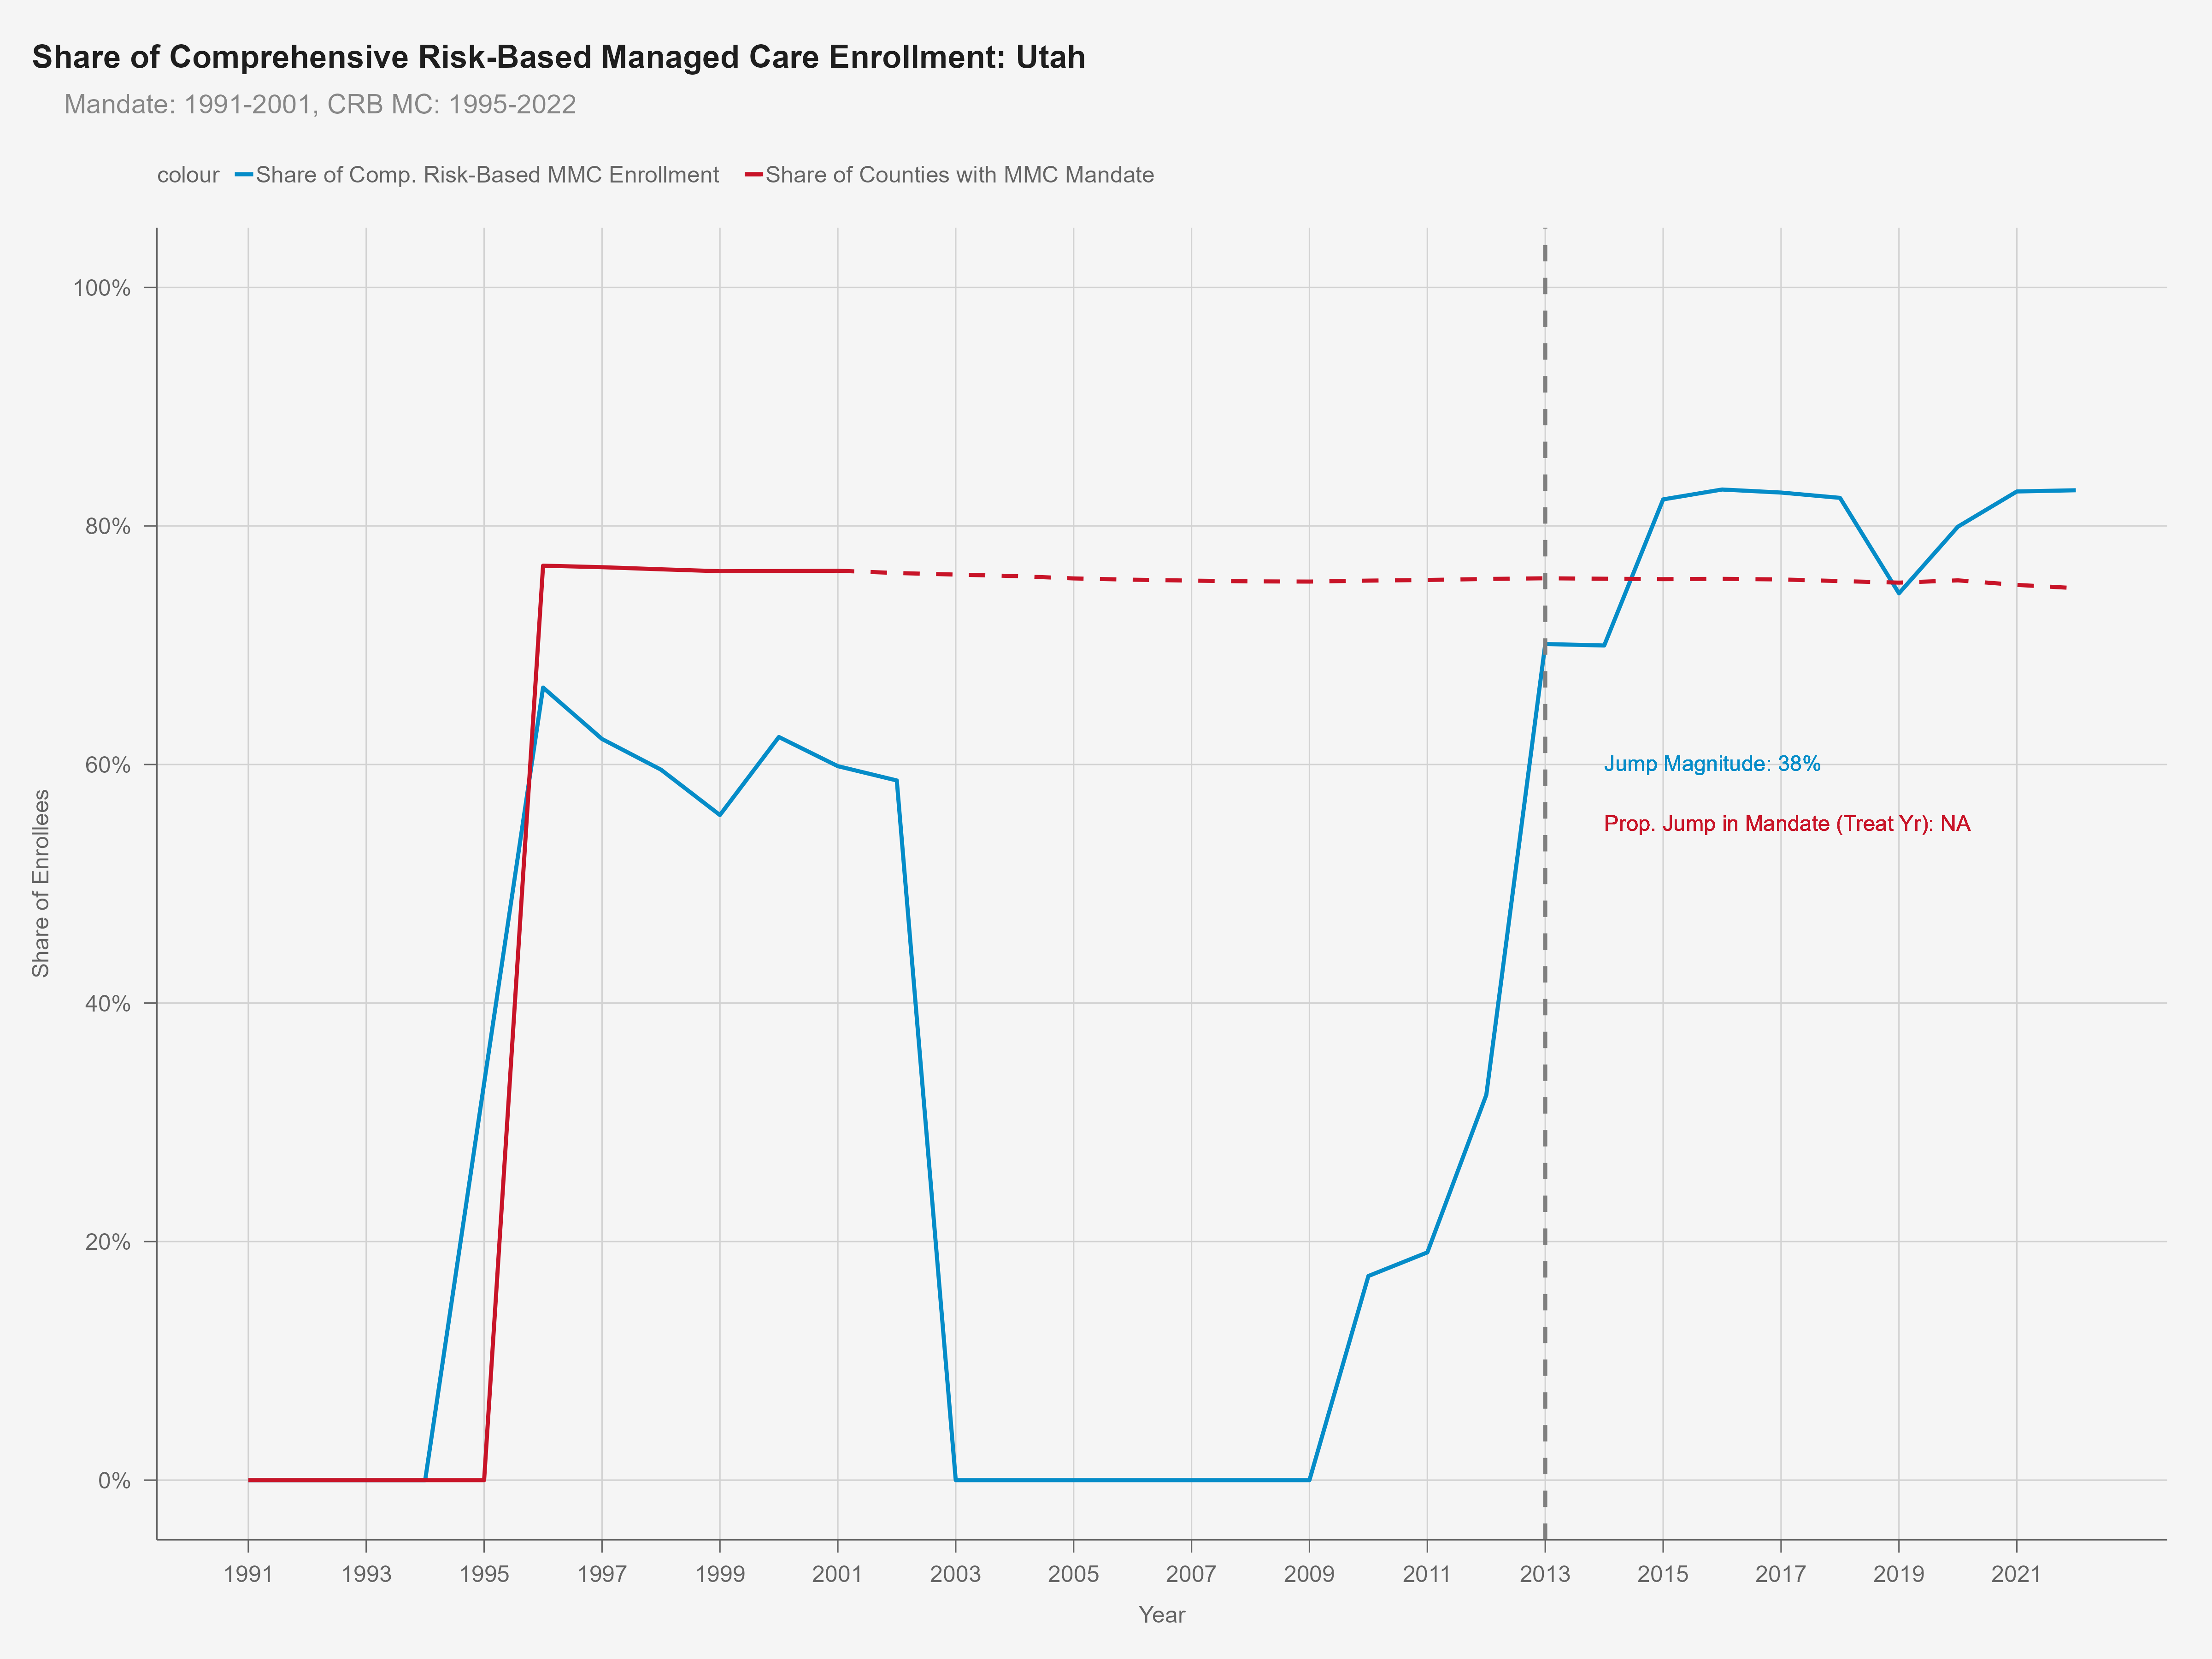 Share of Comprehensive Risk-Based Managed Care Enrollment: Utah
Mandate: 1991-2001, CRB MC: 1995-2022
colour Share of Comp. Risk-Based MMC Enrollment Share of Counties with MMC Mandate
100%
80%
60%
40%
20%
0%
Share of Enrollees
Jump Magnitude: 38%
Prop. Jump in Mandate (Treat Yr): NA
1991 1993 1995 1997 1999 2001 2003 2005 2007 2009 2011 2013 2015 2017 2019 2021
Year